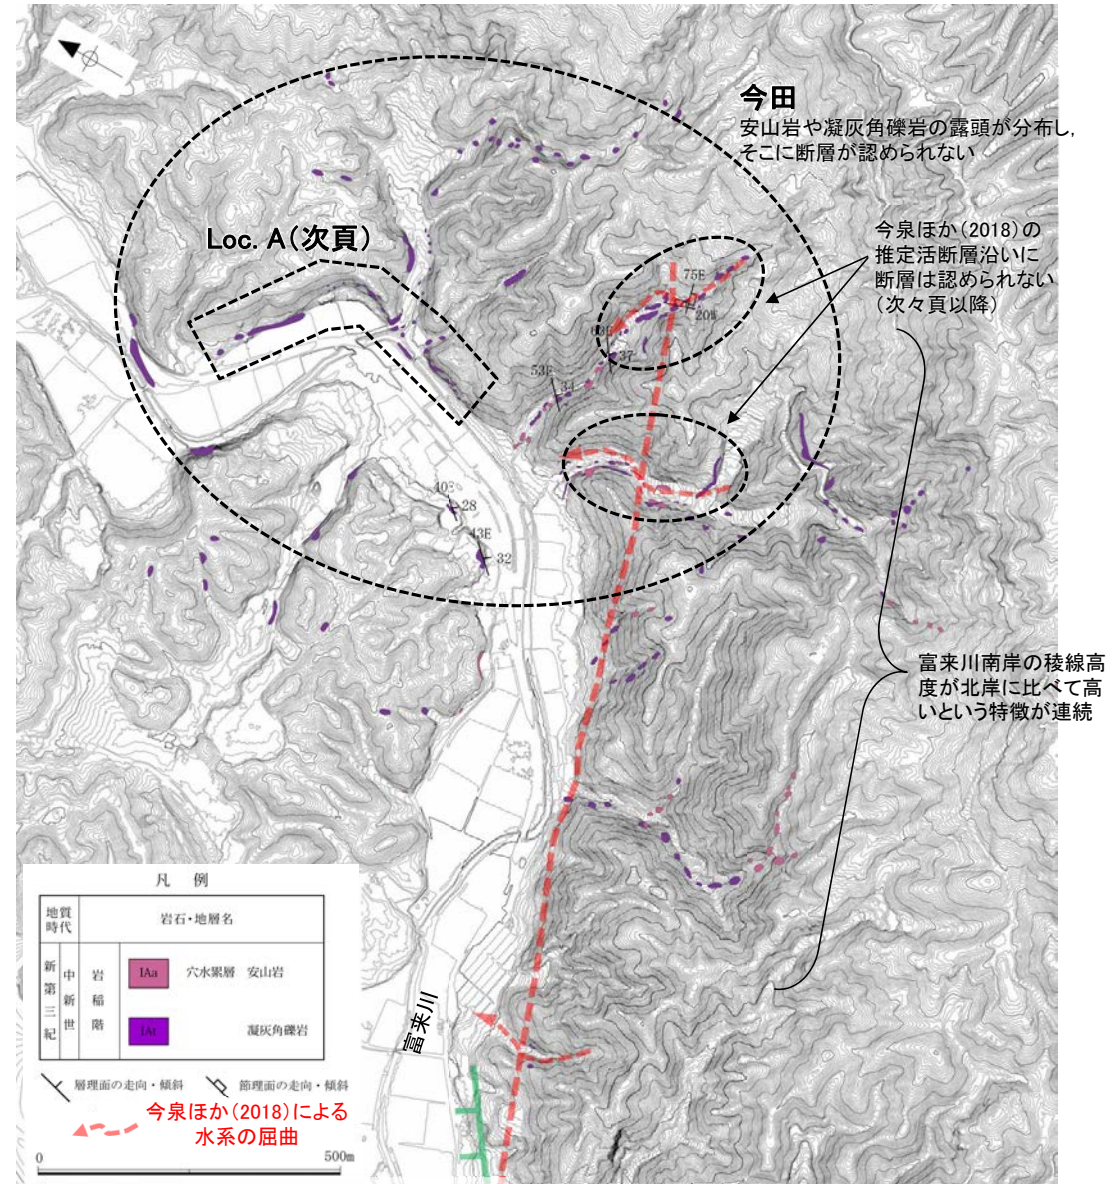 今田
安山岩や凝灰角礫岩の露頭が分布し,
そこに断層が認められない
Loc. A(次頁)
今泉ほか(2018)の
推定活断層沿いに
断層は認められない
(次々頁以降)
75E
20W
37
53E
34
28
43E
32
富来川南岸の稜線高
度が北岸に比べて高
いという特徴が連続
富来川
凡 例
地質時代
岩石・地層名
新第三紀
中新世
岩稲階
IAa
穴水累層 安山岩
IAt
凝灰角礫岩
層理面の走向・傾斜
節理面の走向・傾斜
今泉ほか(2018)による
水系の屈曲
0
500m